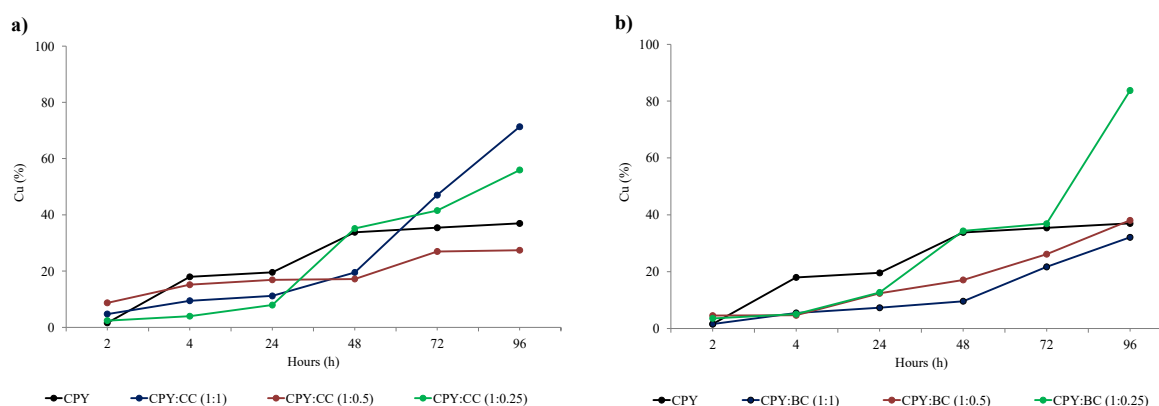 a)
100
80
60
40
20
0
Cu (%)
2 4 24 48 72 96
Hours (h)
CPY CPY:CC (1:1) CPY:CC (1:0.5) CPY:CC (1:0.25)
b)
100
80
60
40
20
0
Cu (%)
2 4 24 48 72 96
Hours (h)
CPY CPY:BC (1:1) CPY:BC (1:0.5) CPY:BC (1:0.25)